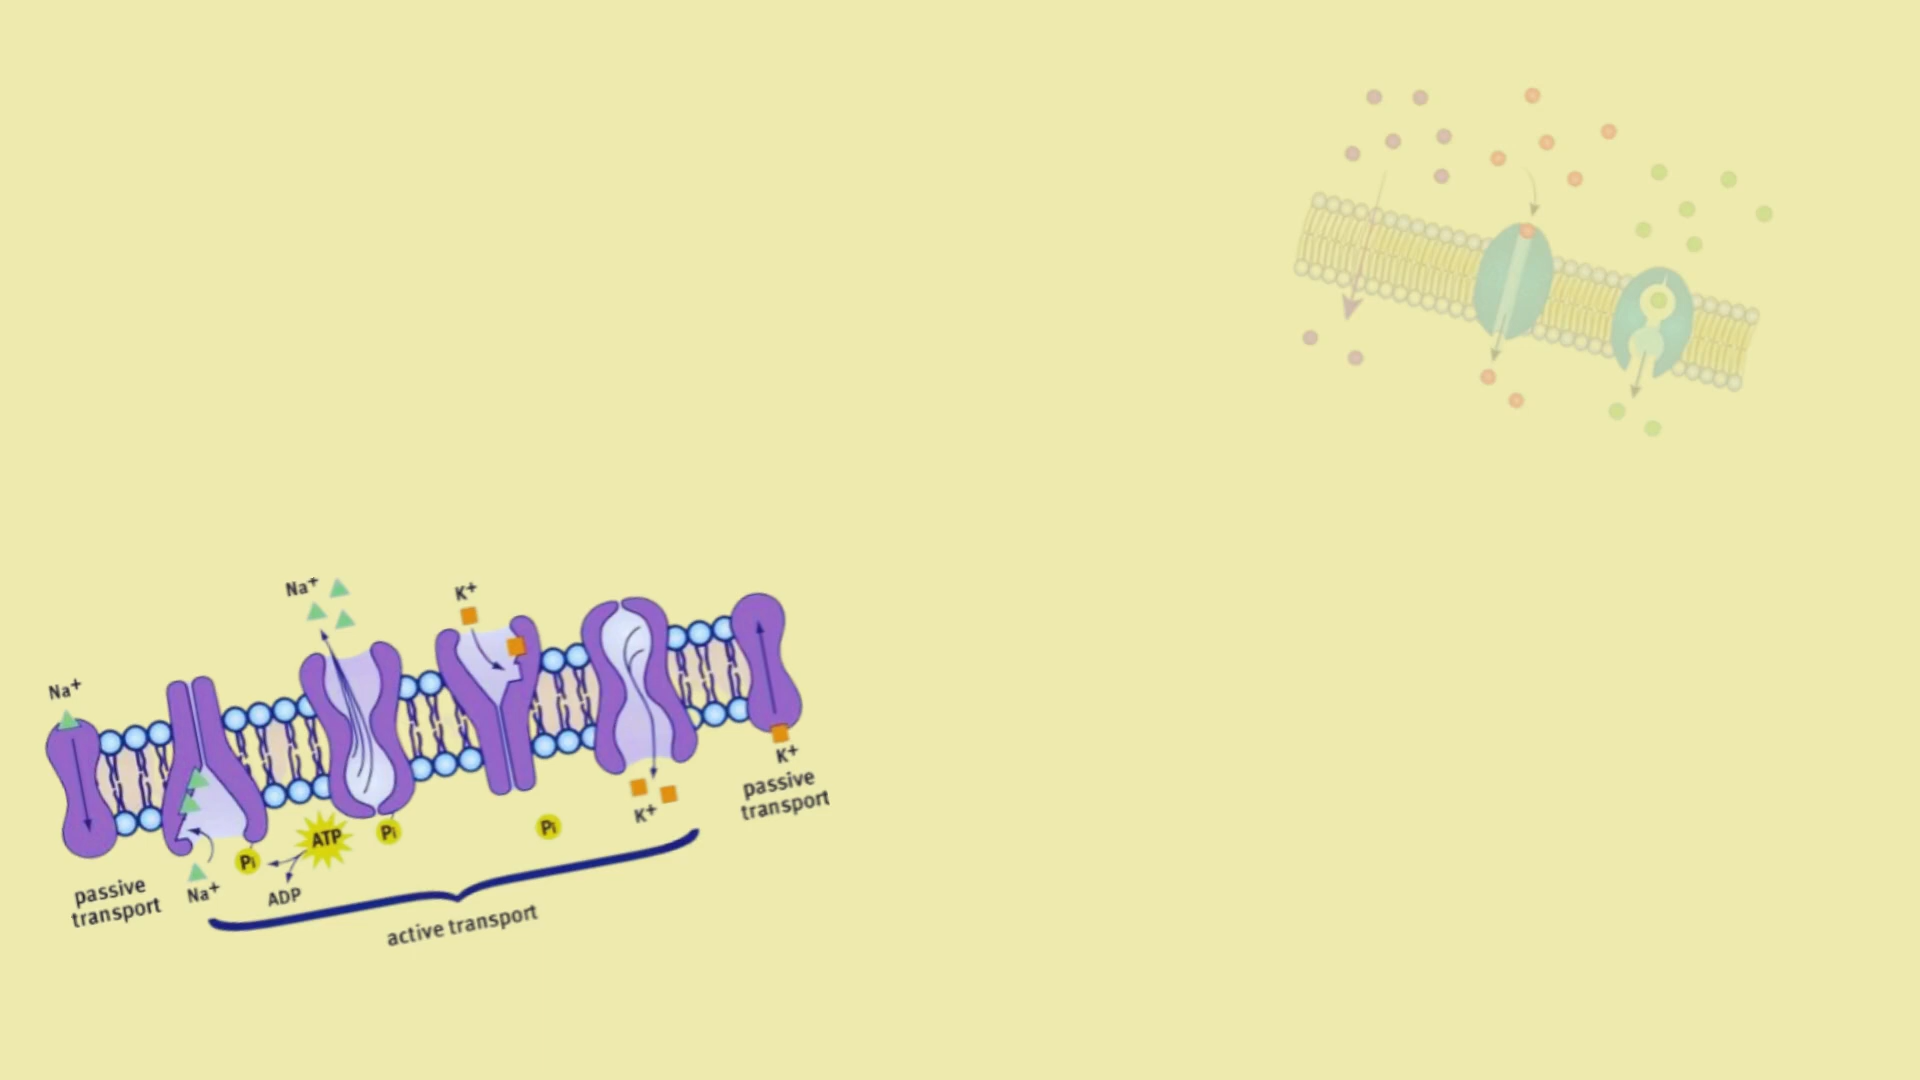 Na⁺
K⁺
Na⁺
K⁺
passive
transport
K⁺
Pi
Pi
ATP
Pi
passive
transport
Na⁺
ADP
active transport